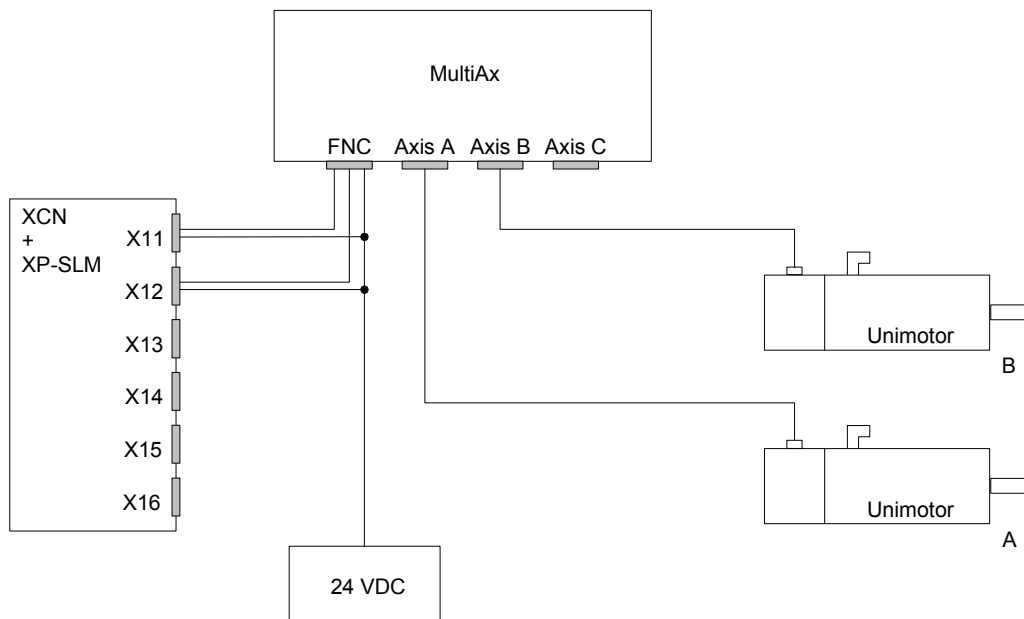 MultiAx
FNC Axis A Axis B Axis C
XCN
+
XP-SLM
X11
X12
X13
X14
X15
X16
Unimotor
B
Unimotor
A
24 VDC